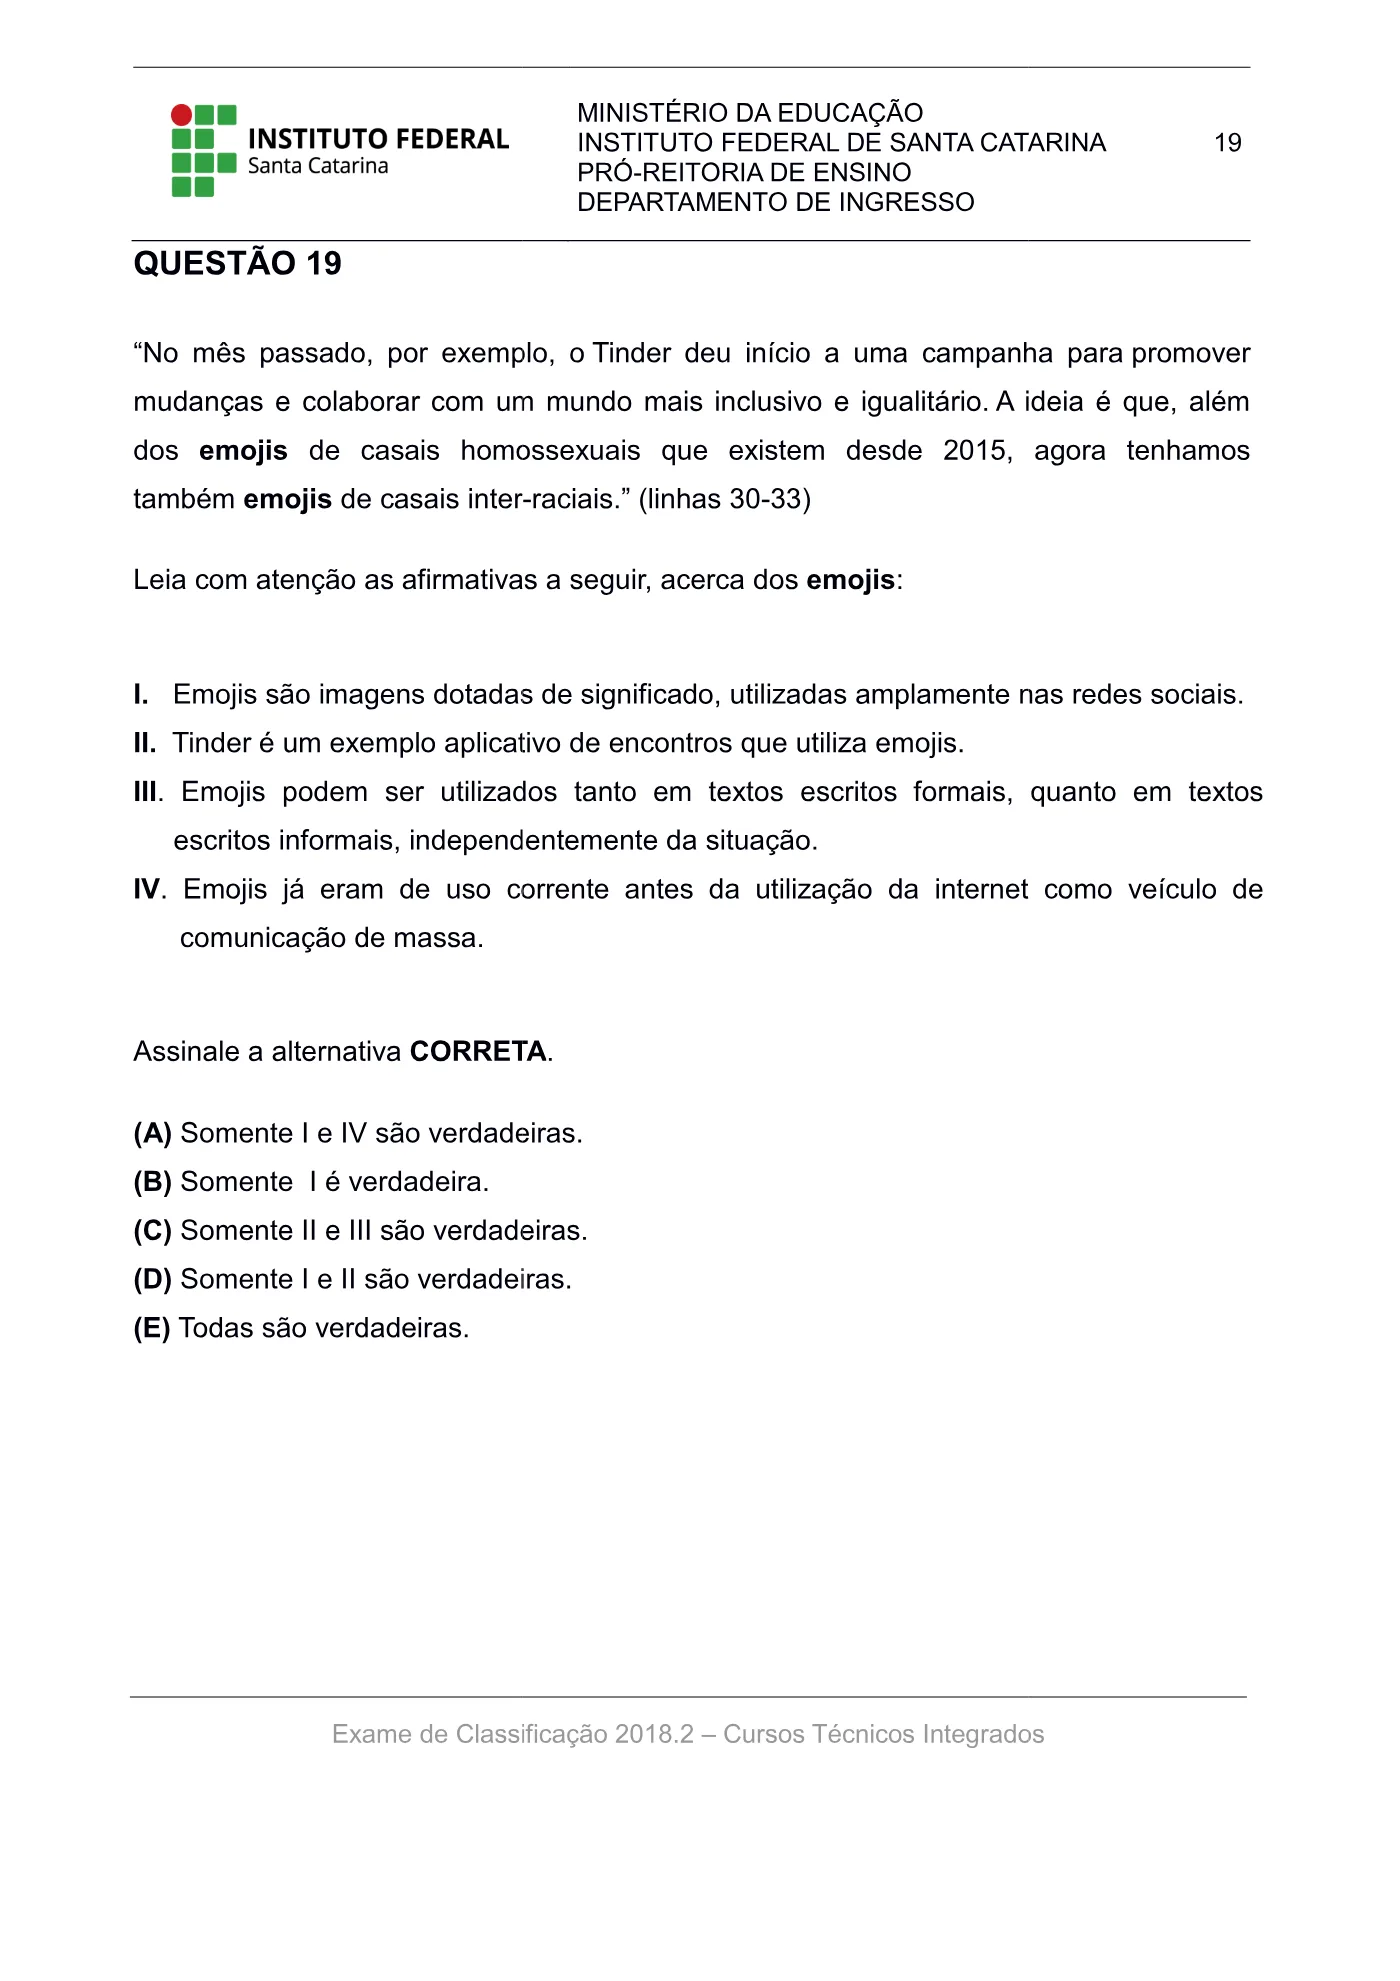 INSTITUTO FEDERAL
Santa Catarina
MINISTÉRIO DA EDUCAÇÃO
INSTITUTO FEDERAL DE SANTA CATARINA
PRÓ-REITORIA DE ENSINO
DEPARTAMENTO DE INGRESSO
19
QUESTÃO 19
“No mês passado, por exemplo, o Tinder deu início a uma campanha para promover
mudanças e colaborar com um mundo mais inclusivo e igualitário. A ideia é que, além
dos emojis de casais homossexuais que existem desde 2015, agora tenhamos
também emojis de casais inter-raciais.” (linhas 30-33)
Leia com atenção as afirmativas a seguir, acerca dos emojis:
I. Emojis são imagens dotadas de significado, utilizadas amplamente nas redes sociais.
II. Tinder é um exemplo aplicativo de encontros que utiliza emojis.
III. Emojis podem ser utilizados tanto em textos escritos formais, quanto em textos
escritos informais, independentemente da situação.
IV. Emojis já eram de uso corrente antes da utilização da internet como veículo de
comunicação de massa.
Assinale a alternativa CORRETA.
(A) Somente I e IV são verdadeiras.
(B) Somente I é verdadeira.
(C) Somente II e III são verdadeiras.
(D) Somente I e II são verdadeiras.
(E) Todas são verdadeiras.
Exame de Classificação 2018.2 – Cursos Técnicos Integrados